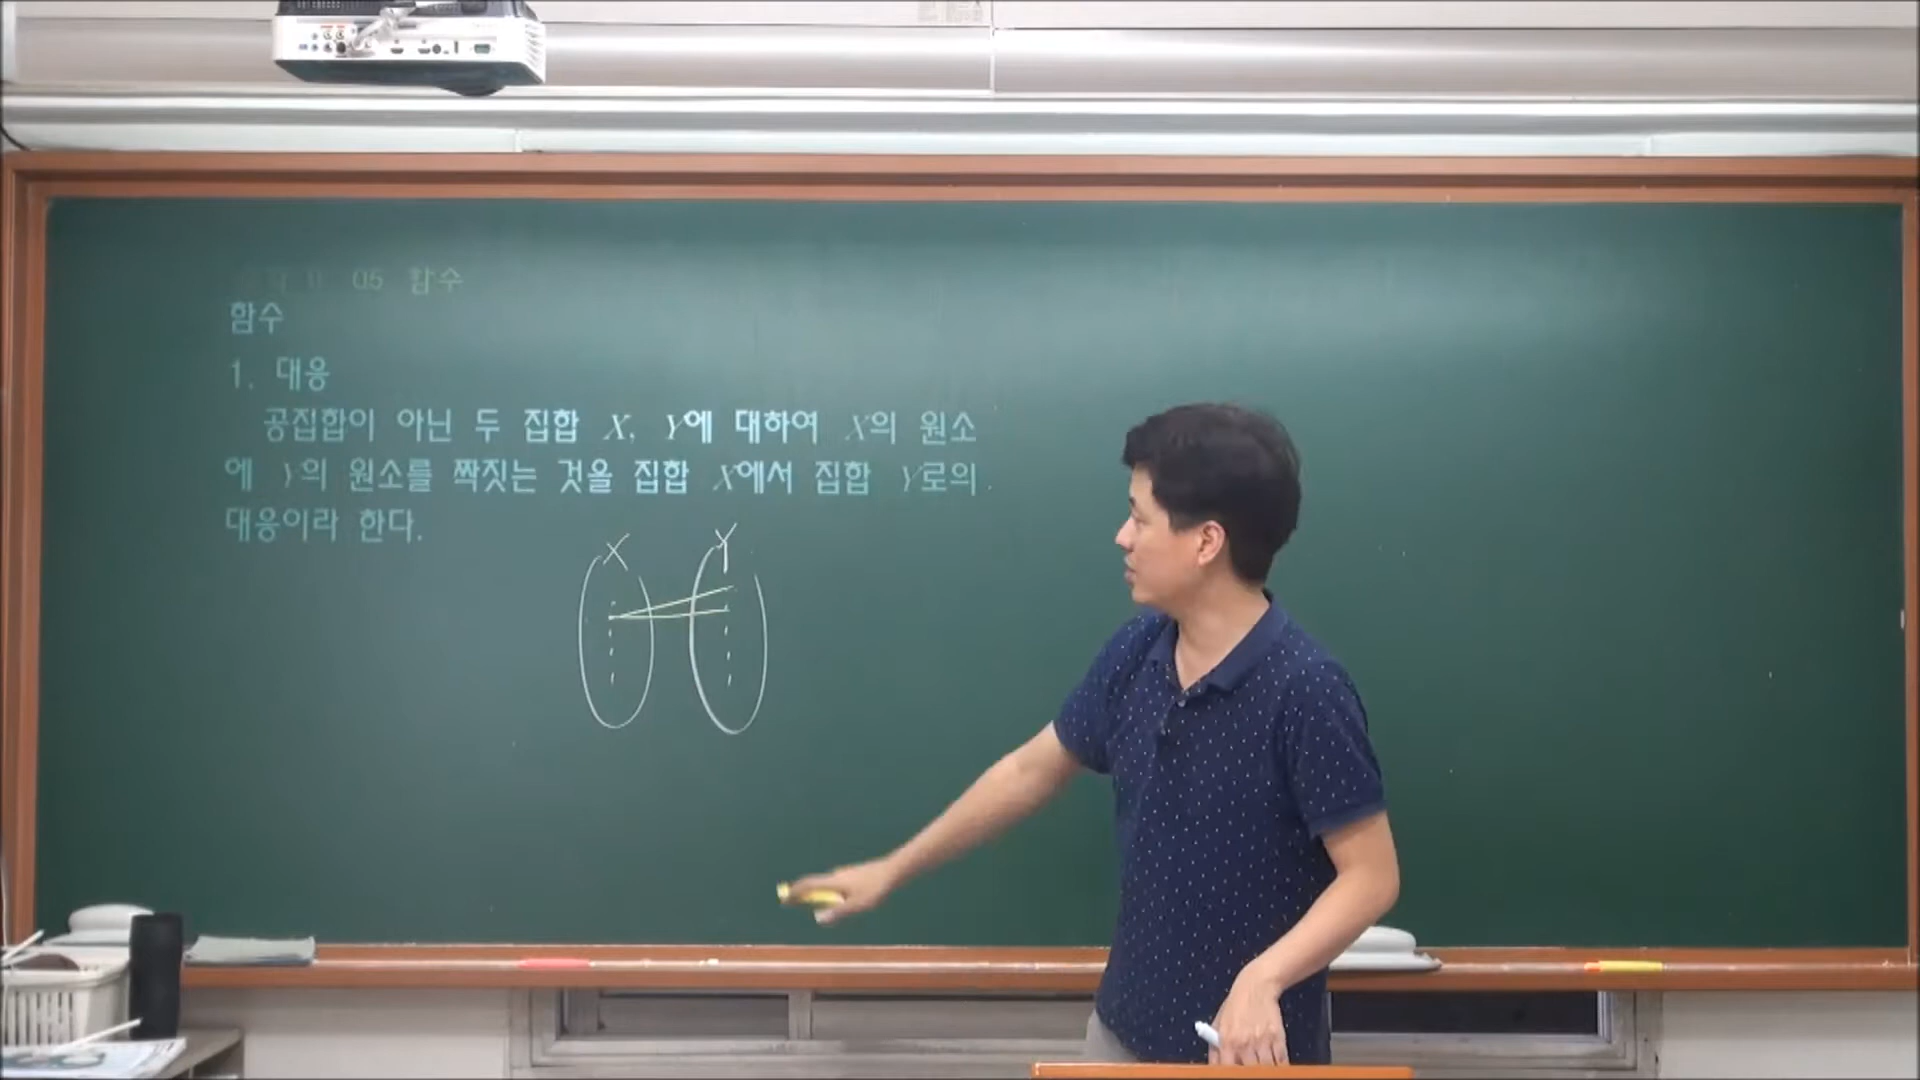 05 함수
함수
1. 대응
공집합이 아닌 두 집합 X, Y에 대하여 X의 원소
에 Y의 원소를 짝짓는 것을 집합 X에서 집합 Y로의
대응이라 한다.
X Y